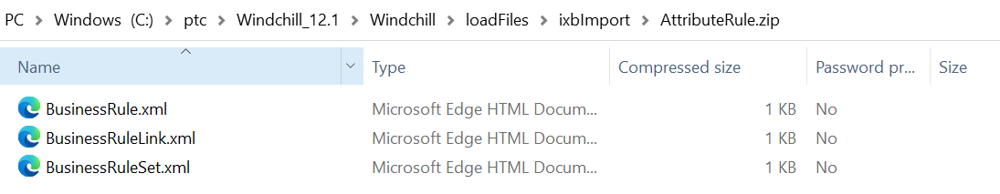 PC > Windows (C:) > ptc > Windchill_12.1 > Windchill > loadFiles > ixbImport > AttributeRule.zip
Name Type Compressed size Password pr... Size
BusinessRule.xml Microsoft Edge HTML Docum... 1 KB No
BusinessRuleLink.xml Microsoft Edge HTML Docum... 1 KB No
BusinessRuleSet.xml Microsoft Edge HTML Docum... 1 KB No